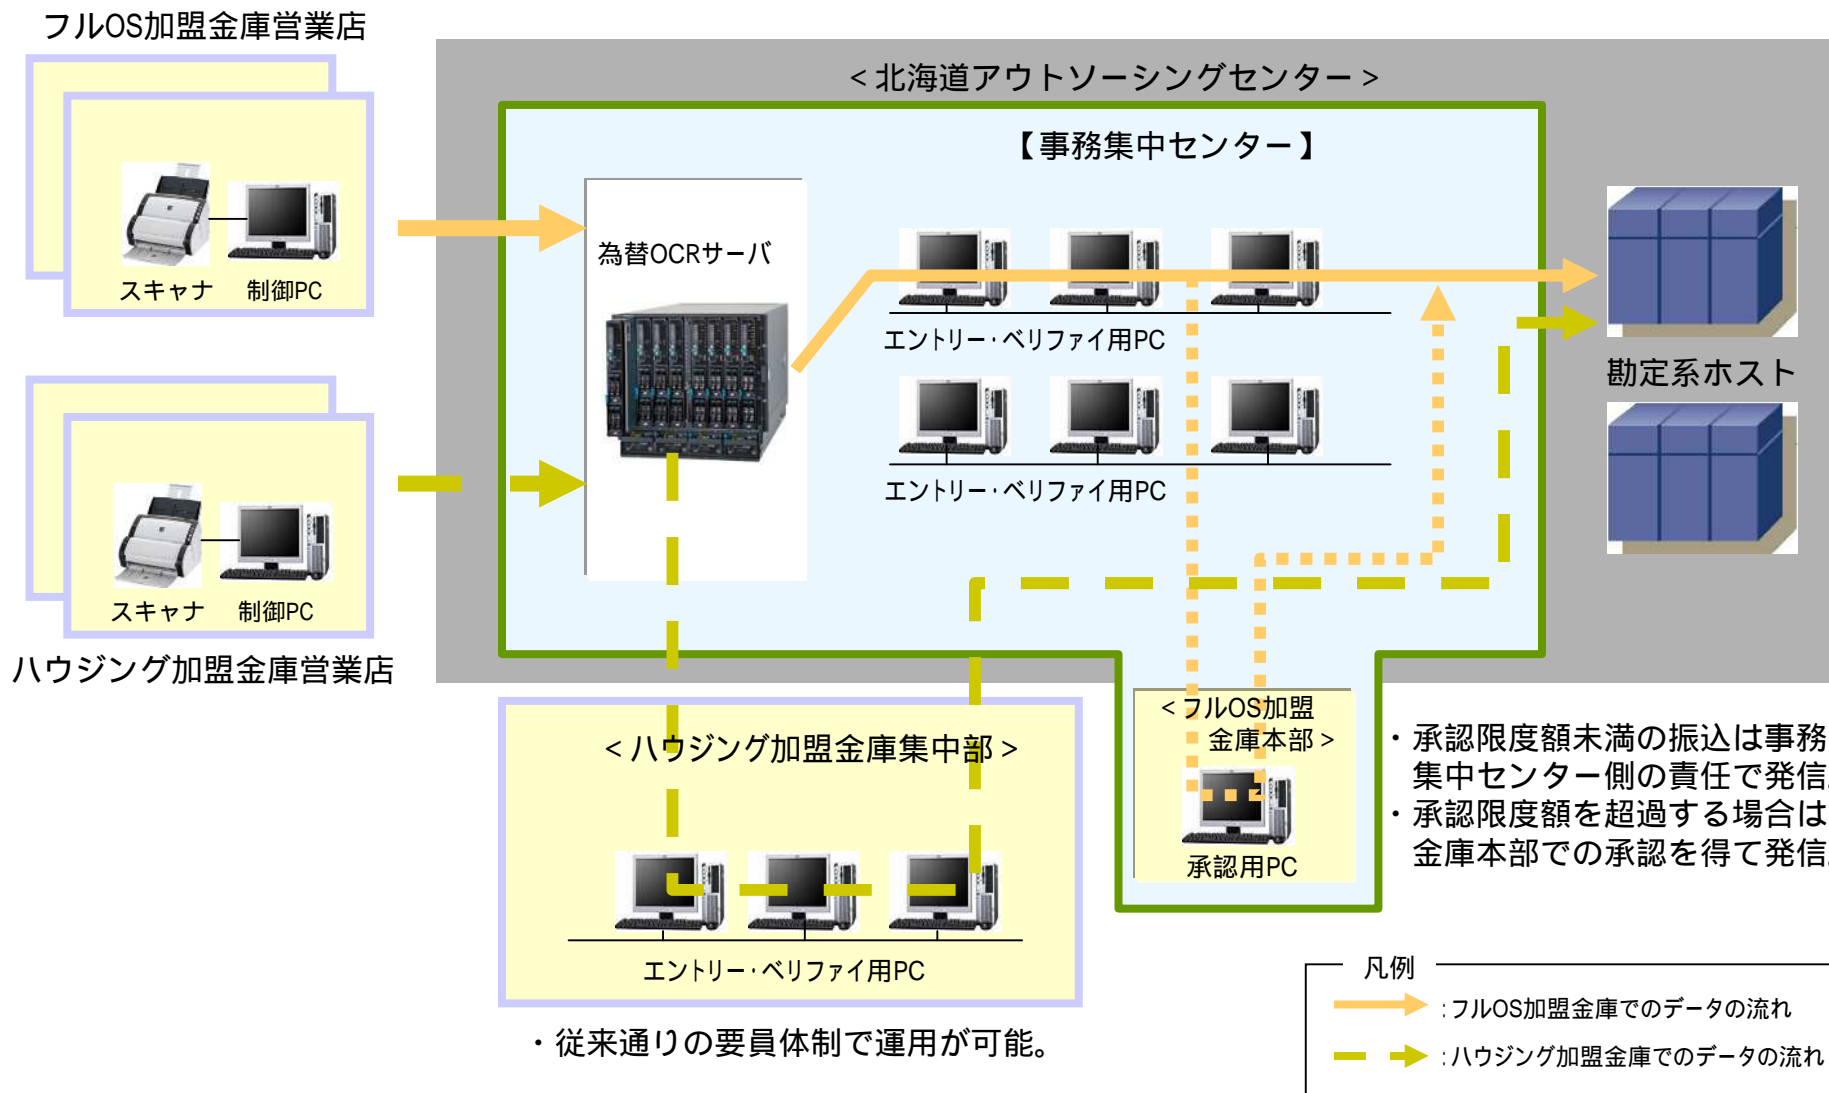 フルOS加盟金庫営業店
＜北海道アウトソーシングセンター＞
【事務集中センター】
スキャナ 制御PC
為替OCRサーバ
エントリー・ベリファイ用PC
エントリー・ベリファイ用PC
勘定系ホスト
スキャナ 制御PC
ハウジング加盟金庫営業店
＜ハウジング加盟金庫集中部＞
エントリー・ベリファイ用PC
・従来通りの要員体制で運用が可能。
＜フルOS加盟
金庫本部＞
承認用PC
・承認限度額未満の振込は事務
集中センター側の責任で発信
・承認限度額を超過する場合は
金庫本部での承認を得て発信
凡例
:フルOS加盟金庫でのデータの流れ
:ハウジング加盟金庫でのデータの流れ